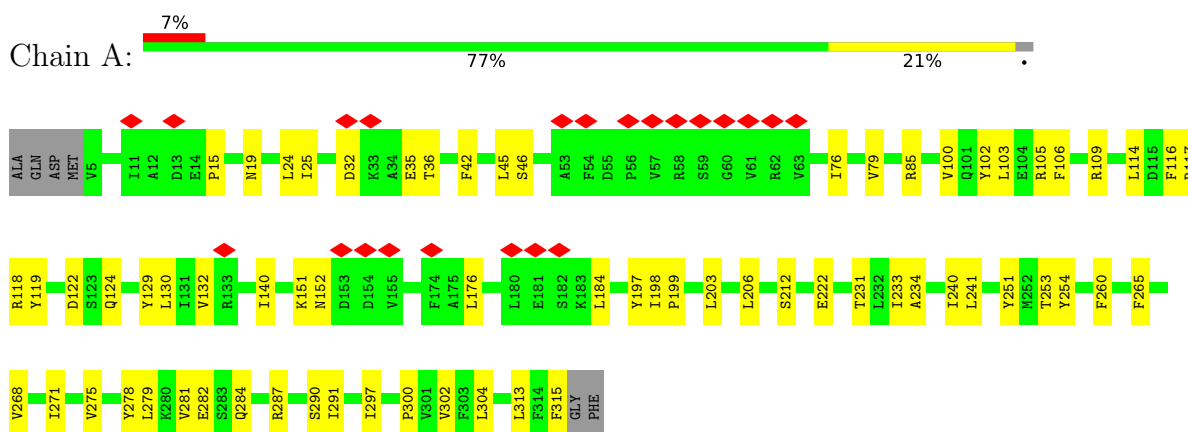 7%
Chain A:
77% 21% •
ALA GLN ASP MET V5 I11 A12 D13 E14 P15 N19 L24 I25 D32 K33 A34 E35 T36 F42 L45 S46 A53 F54 D55 P56 V57 R58 S59 G60 V61 R62 V63 I76 V79 R85 V100 Q101 Y102 L103 E104 R105 F106 R109 L114 D115 F116
R118 Y119 D122 S123 Q124 Y129 L130 I131 V132 R133 I140 K151 N152 D153 D154 V155 F174 A175 L176 L180 E181 S182 K183 L184 Y197 I198 P199 L203 L206 S212 E222 T231 L232 I233 A234 I240 L241 Y251 M252 T253 Y254 F260 F265
V268 I271 V275 Y278 L279 K280 V281 E282 S283 Q284 R287 S290 I291 I297 P300 V301 V302 F303 L304 L313 F314 F315 GLY PHE